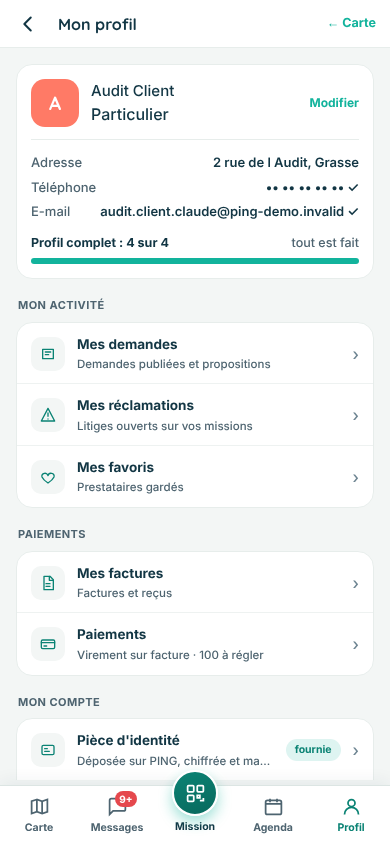 Mon profil
← Carte
A
Audit Client
Particulier
Modifier
Adresse
2 rue de l Audit, Grasse
Téléphone
•• •• •• •• •• ✓
E-mail
audit.client.claude@ping-demo.invalid ✓
Profil complet : 4 sur 4
tout est fait
MON ACTIVITÉ
Mes demandes
Demandes publiées et propositions
Mes réclamations
Litiges ouverts sur vos missions
Mes favoris
Prestataires gardés
PAIEMENTS
Mes factures
Factures et reçus
Paiements
Virement sur facture · 100 à régler
MON COMPTE
Pièce d'identité
Déposée sur PING, chiffrée et ma...
fournie
9+
Carte
Messages
Mission
Agenda
Profil